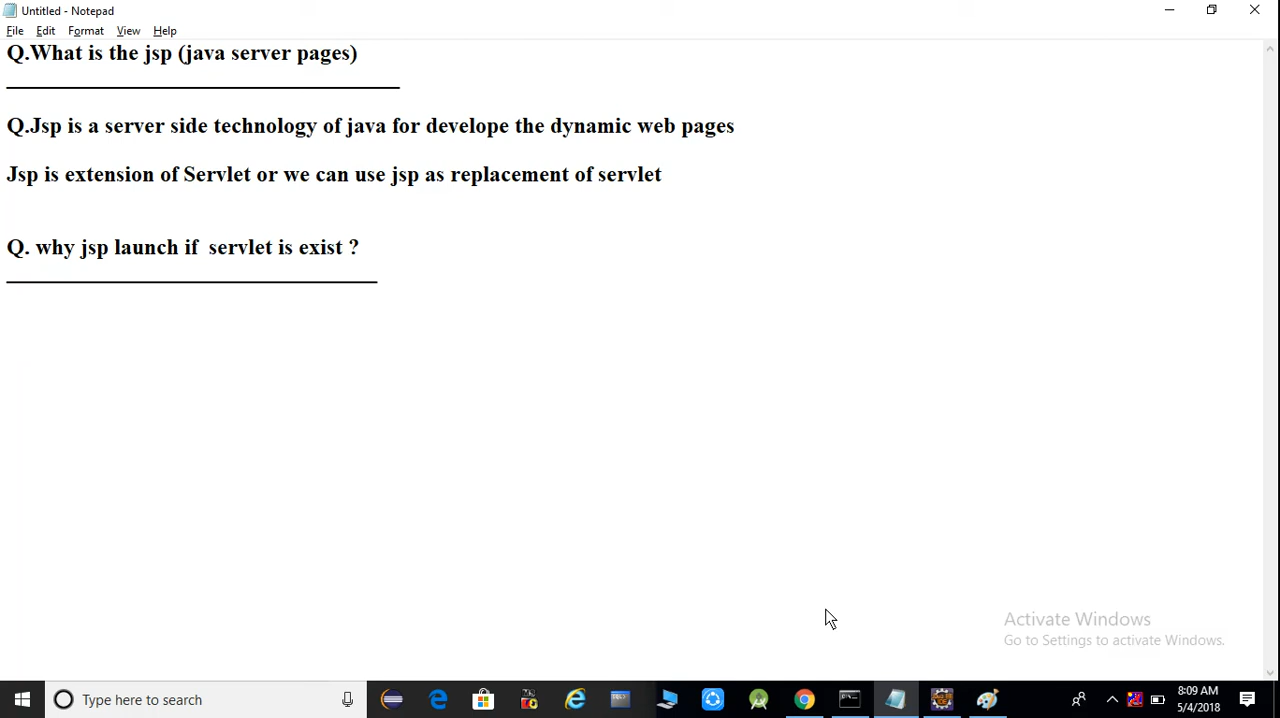 Untitled - Notepad
File Edit Format View Help
Q.What is the jsp (java server pages)
Q.Jsp is a server side technology of java for develope the dynamic web pages
Jsp is extension of Servlet or we can use jsp as replacement of servlet
Q. why jsp launch if  servlet is exist ?
Activate Windows
Go to Settings to activate Windows.
Type here to search
8:09 AM
5/4/2018